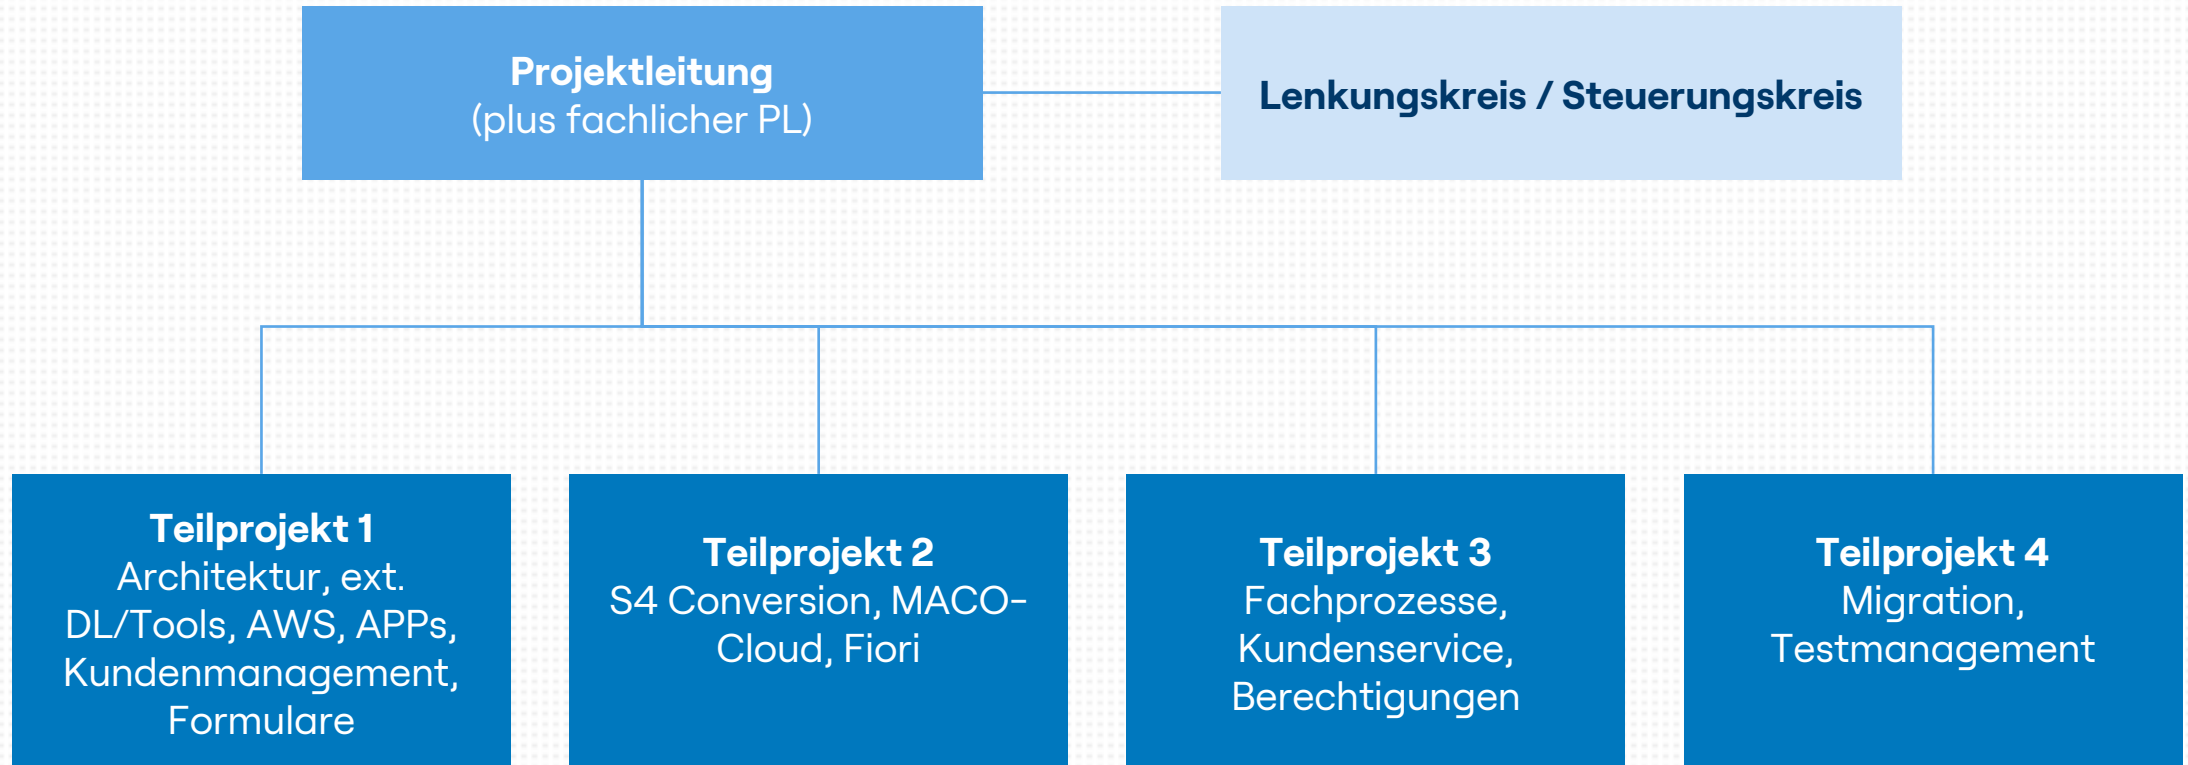 Projektleitung
(plus fachlicher PL)
Lenkungskreis / Steuerungskreis
Teilprojekt 1
Architektur, ext.
DL/Tools, AWS, APPs,
Kundenmanagement,
Formulare
Teilprojekt 2
S4 Conversion, MACO-
Cloud, Fiori
Teilprojekt 3
Fachprozesse,
Kundenservice,
Berechtigungen
Teilprojekt 4
Migration,
Testmanagement